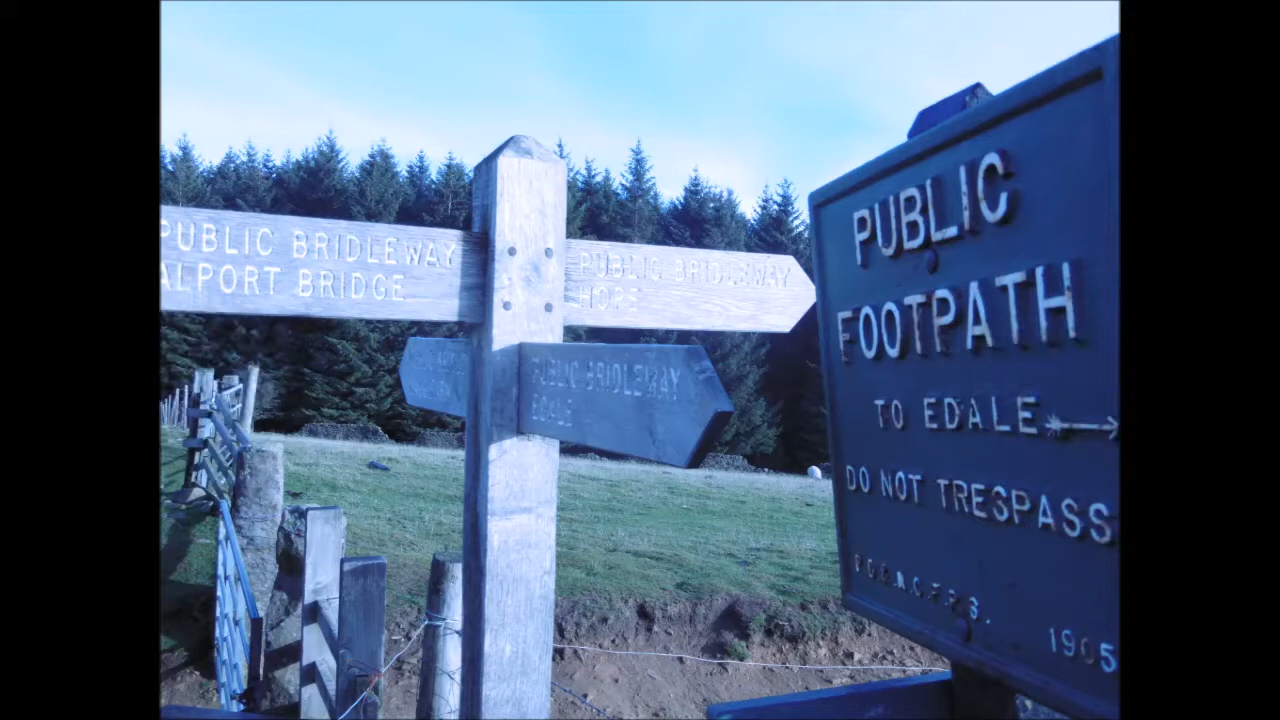 PUBLIC BRIDLEWAY
ALPORT BRIDGE
PUBLIC BRIDLEWAY
HOPE
PUBLIC BRIDLEWAY
EDALE
PUBLIC
FOOTPATH
TO EDALE
DO NOT TRESPASS
1905